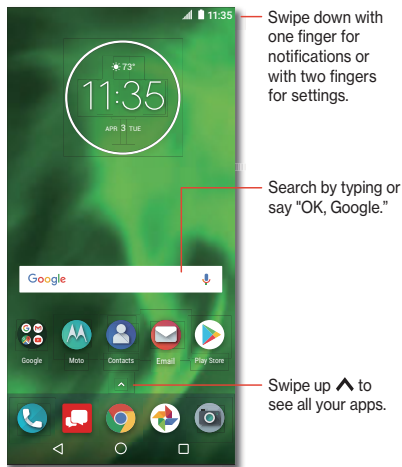 11:35
Swipe down with
one finger for
notifications or
with two fingers
for settings.
73°
11:35
APR 3 TUE
Search by typing or
say "OK, Google.”
Google
Google
Moto
Contacts
Email
Play Store
Swipe up ^ to
see all your apps.